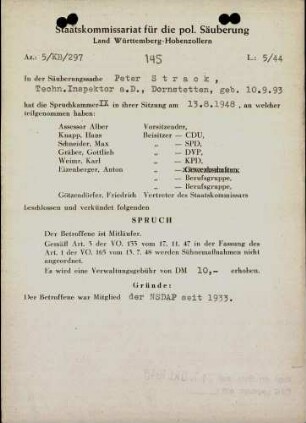 Staatskommissariat für die pol. Säuberung
Land Württemberg-Hohenzollern
Az.: 5/KB/297 145 L: 5/44
In der Säuberungssache Peter Strack,
Techn.Inspektor a.D., Dornstetten, geb. 10.9.93
hat die Spruchkammer IX in ihrer Sitzung am 13.8.1948, an welcher
teilgenommen haben:
Assessor Alber Vorsitzender,
Knapp, Hans Beisitzer — CDU,
Schneider, Max — SPD,
Gräber, Gottlieb — DVP,
Weimr, Karl — KPD,
Eizenberger, Anton — Gewerkschaften
— Berufsgruppe,
— Berufsgruppe,
Götzendörfer, Friedrich Vertreter des Staatskommissars
beschlossen und verkündet folgenden
SPRUCH
Der Betroffene ist Mitläufer.
Gemäß Art. 3 der VO. 133 vom 17. 11. 47 in der Fassung des
Art. 1 der VO. 165 vom 13. 7. 48 werden Sühnemaßnahmen nicht
angeordnet.
Es wird eine Verwaltungsgebühr von DM 10,- erhoben.
Gründe:
Der Betroffene war Mitglied der NSDAP seit 1933.